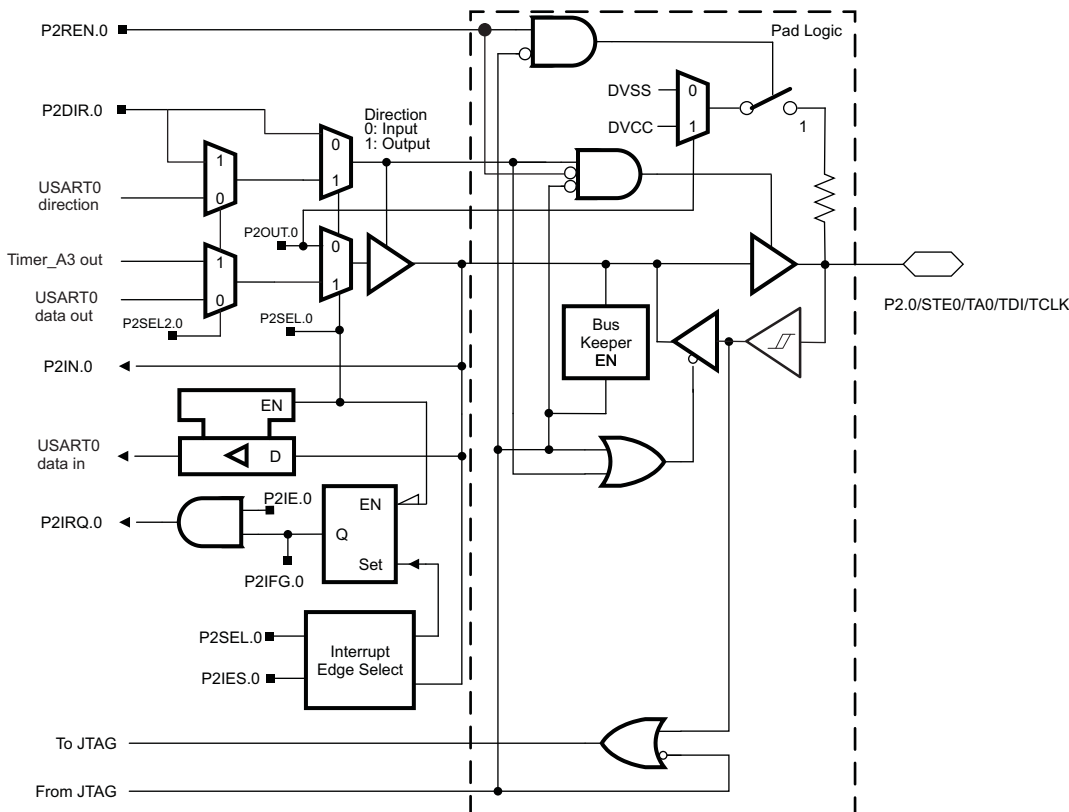 P2REN.0
Pad Logic
DVSS
0
DVCC
1
1
P2DIR.0
Direction
0: Input
1: Output
0
1
1
0
USART0
direction
P2OUT.0
0
1
Timer_A3 out
1
USART0
data out
0
P2SEL2.0
P2SEL.0
P2.0/STE0/TA0/TDI/TCLK
Bus
Keeper
EN
P2IN.0
EN
USART0
data in
D
P2IE.0
EN
P2IRQ.0
Q
P2IFG.0
Set
P2SEL.0
Interrupt
Edge Select
P2IES.0
To JTAG
From JTAG